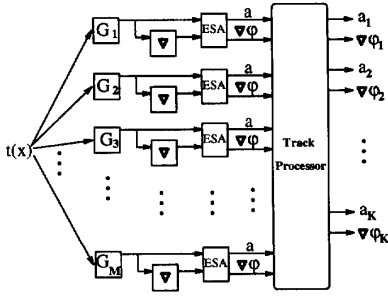 t(x)
G1 ∇ ESA a ∇φ
G2 ∇ ESA a ∇φ
G3 ∇ ESA a ∇φ
GM ∇ ESA a ∇φ
Track
Processor
a1
∇φ1
a2
∇φ2
aK
∇φK